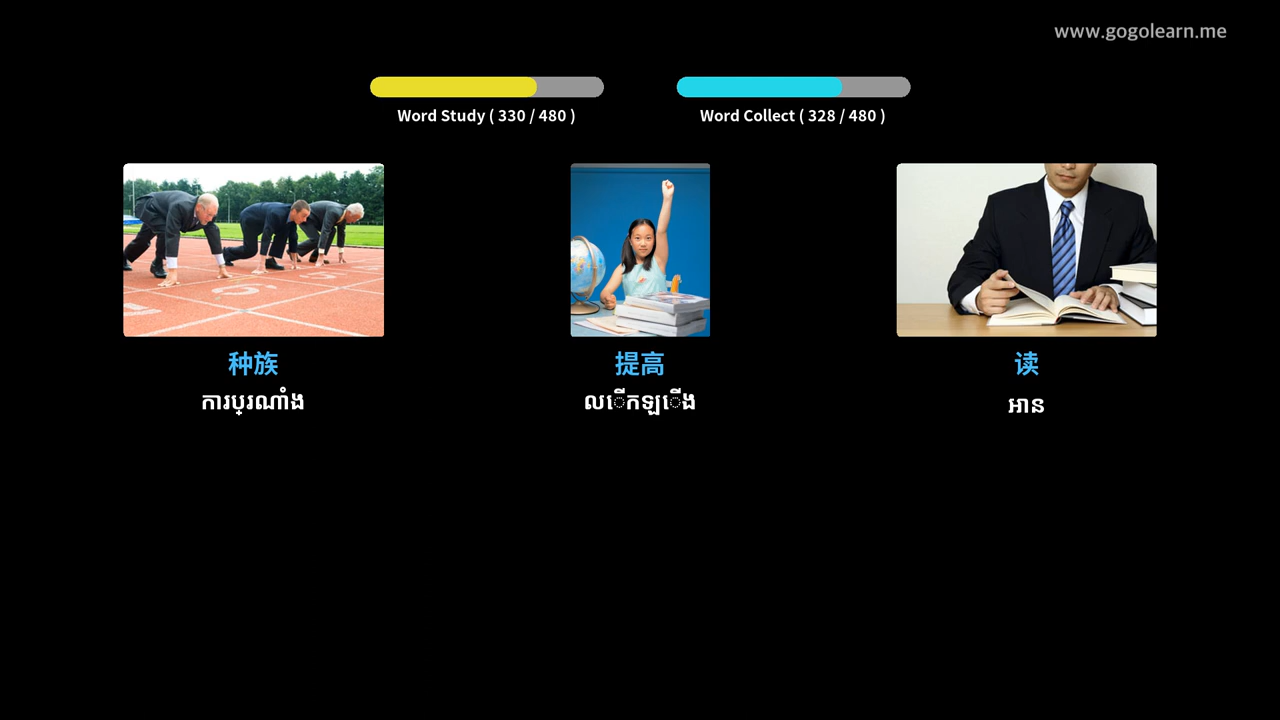 www.gogolearn.me
Word Study ( 330 / 480 )
Word Collect ( 328 / 480 )
种族
提高
读
ការប្រណាំង
លើកឡើង
អាន